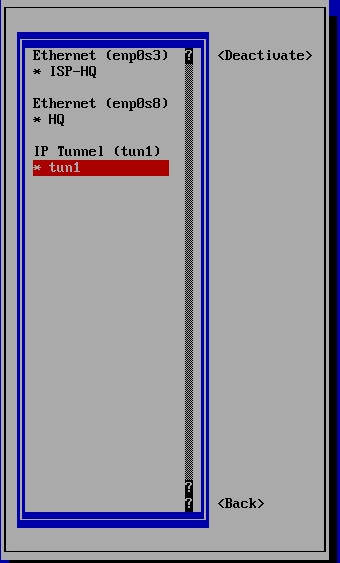 Ethernet (enp0s3) ? <Deactivate>
* ISP-HQ
Ethernet (enp0s8)
* HQ
IP Tunnel (tun1)
* tun1
?
? <Back>